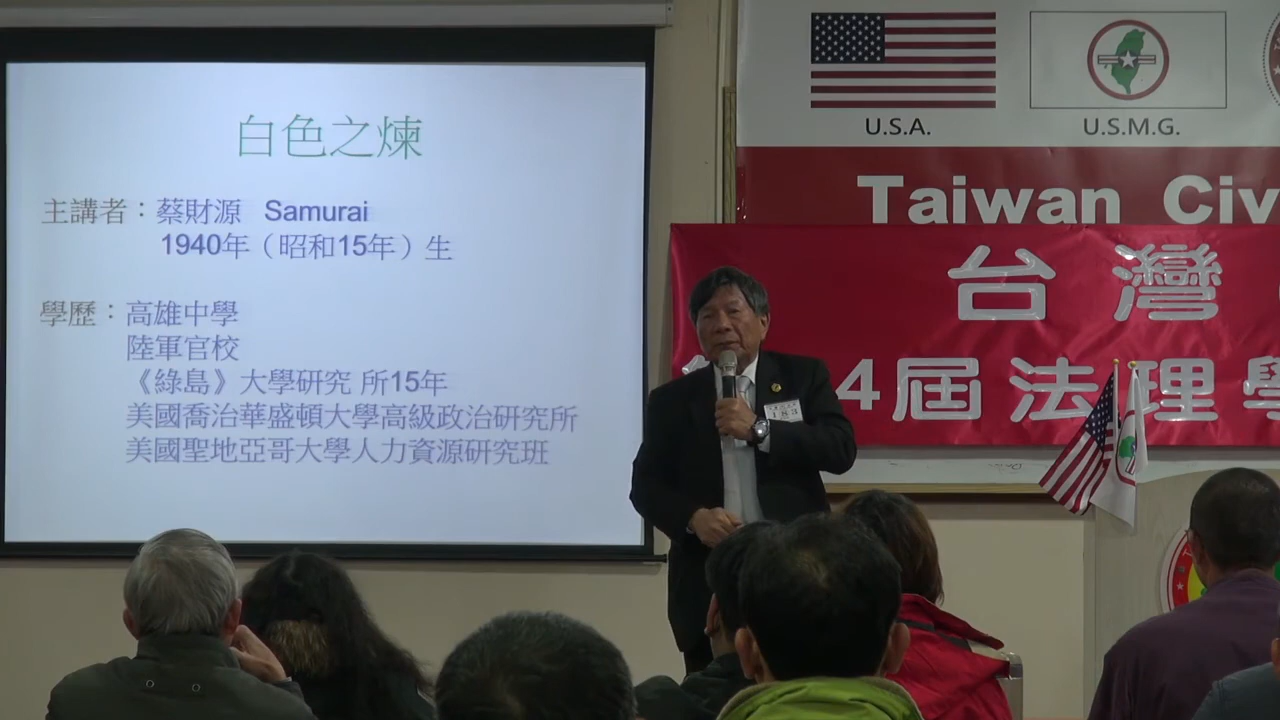 白色之煉
主講者：蔡財源 Samurai
1940年（昭和15年）生
學歷：高雄中學
陸軍官校
《綠島》大學研究 所15年
美國喬治華盛頓大學高級政治研究所
美國聖地亞哥大學人力資源研究班
U.S.A.
U.S.M.G.
Taiwan Civ
台灣
4屆法理學
183